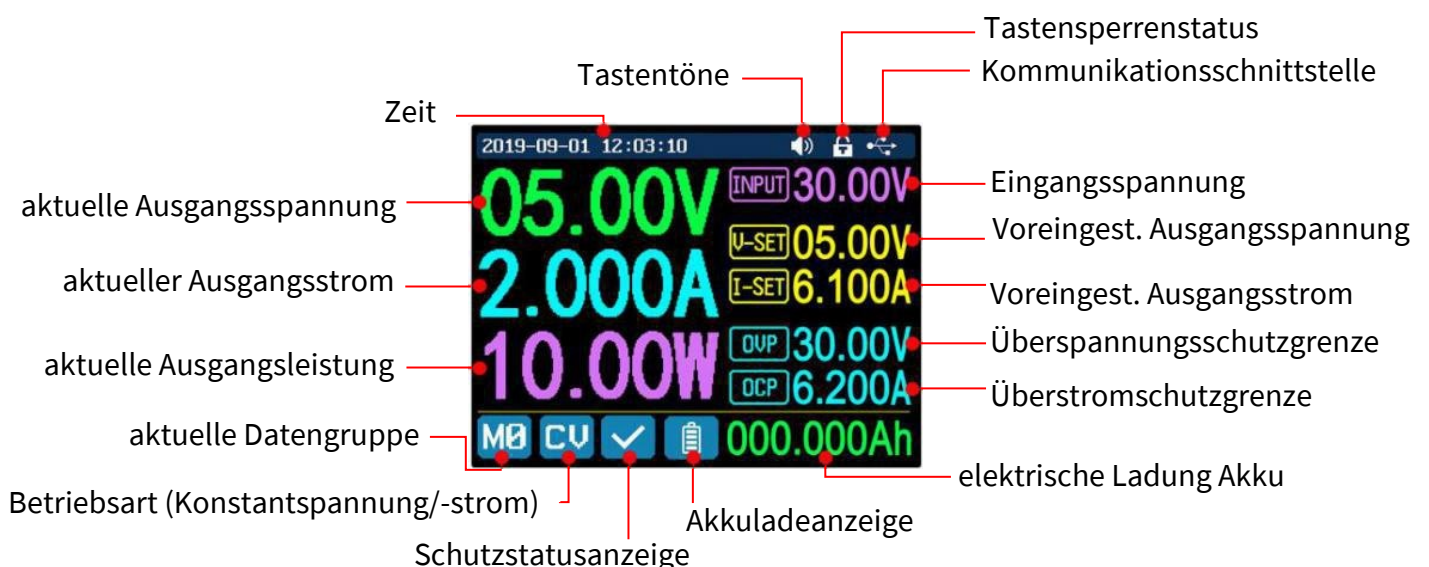 Tastensperrenstatus
Tastentöne
Kommunikationsschnittstelle
Zeit
2019-09-01 12:03:10
aktuelle Ausgangsspannung
05.00V
INPUT 30.00V
Eingangsspannung
V-SET 05.00V
Voreingest. Ausgangsspannung
aktueller Ausgangsstrom
2.000A
I-SET 6.100A
Voreingest. Ausgangsstrom
aktuelle Ausgangsleistung
10.00W
OVP 30.00V
Überspannungsschutzgrenze
OCP 6.200A
Überstromschutzgrenze
aktuelle Datengruppe
M0 CV 000.000Ah
elektrische Ladung Akku
Betriebsart (Konstantspannung/-strom)
Akkuladeanzeige
Schutzstatusanzeige